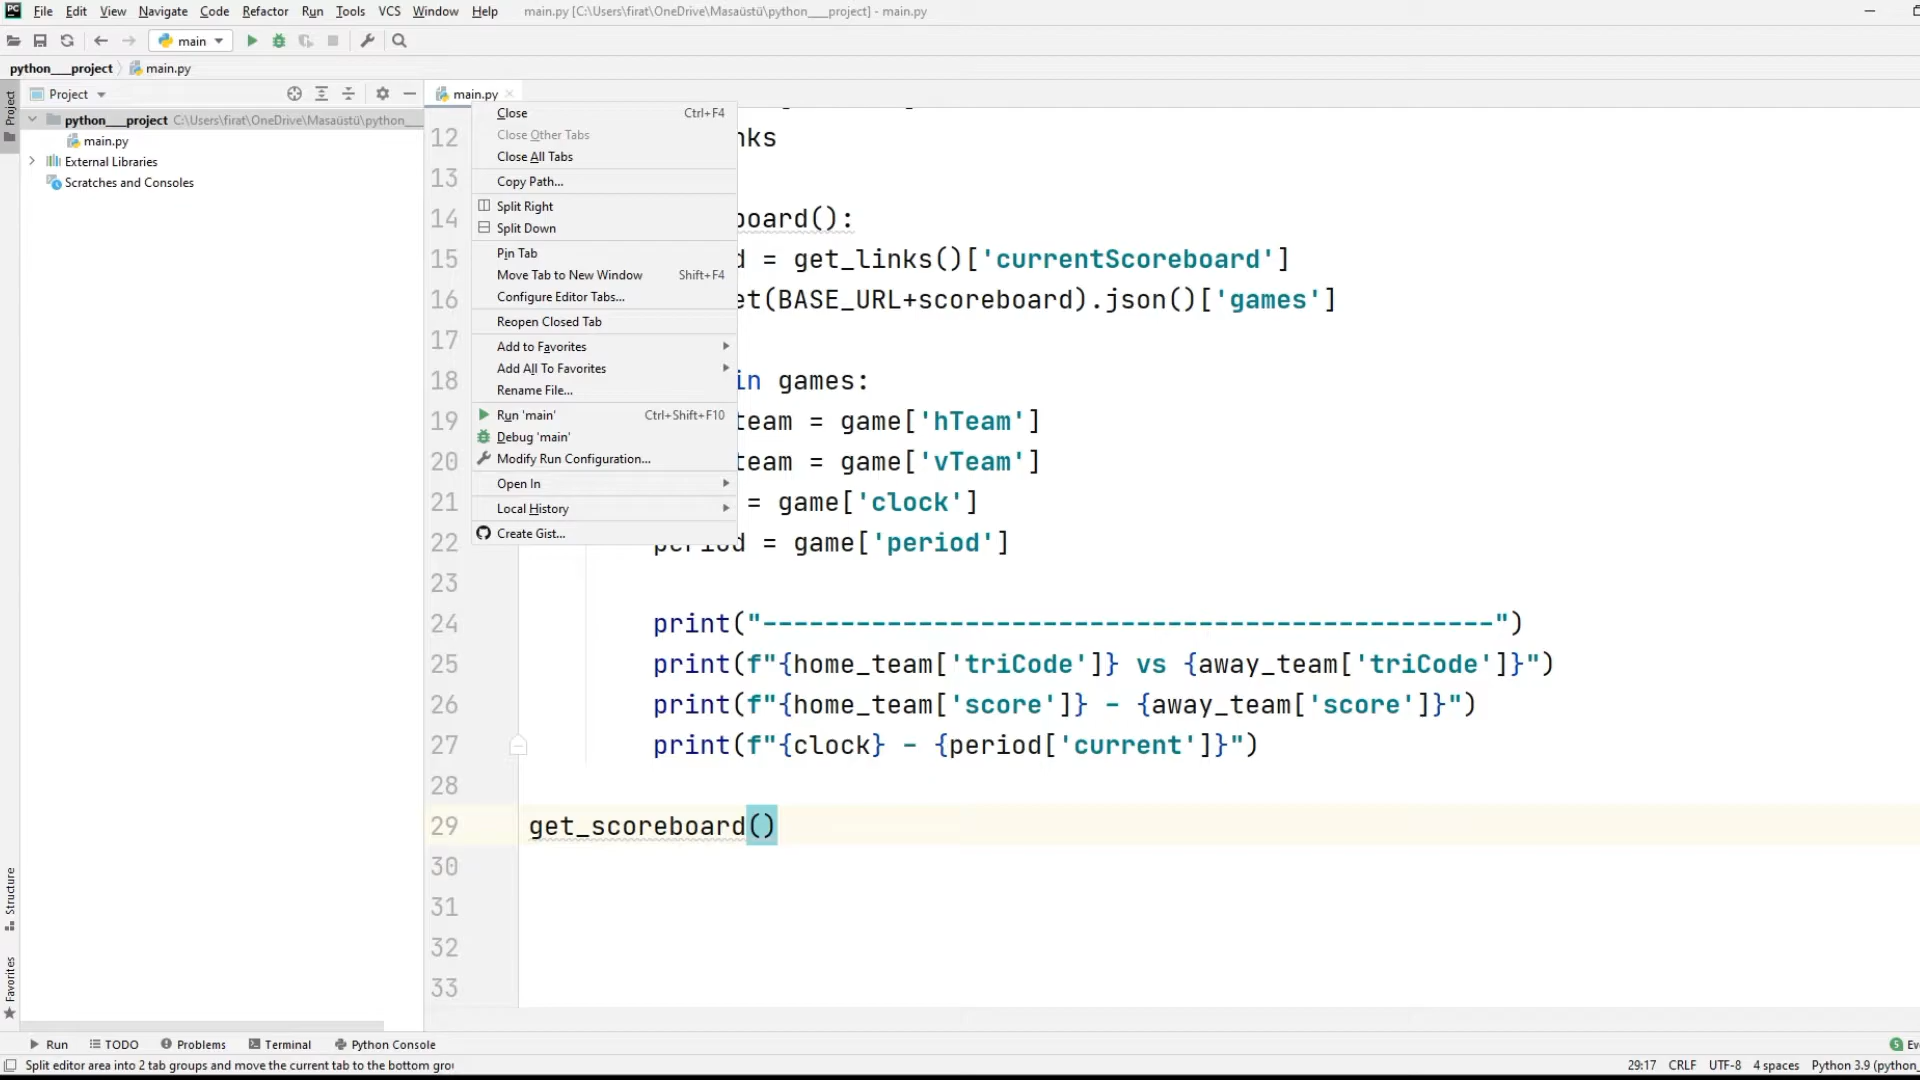 File Edit View Navigate Code Refactor Run Tools VCS Window Help main.py [C:\Users\firat\OneDrive\Masaüstü\python___project] - main.py
main
python___project main.py
Project
Project
main.py
python___project C:\Users\firat\OneDrive\Masaüstü\python___
main.py
External Libraries
Scratches and Consoles
Close Ctrl+F4
Close Other Tabs
Close All Tabs
Copy Path...
Split Right
Split Down
Pin Tab
Move Tab to New Window Shift+F4
Configure Editor Tabs...
Reopen Closed Tab
Add to Favorites
Add All To Favorites
Rename File...
Run 'main' Ctrl+Shift+F10
Debug 'main'
Modify Run Configuration...
Open In
Local History
Create Gist...
12 nks
13
14 board():
15 d = get_links()['currentScoreboard']
16 et(BASE_URL+scoreboard).json()['games']
17
18 in games:
19 team = game['hTeam']
20 team = game['vTeam']
21 = game['clock']
22 period = game['period']
23
24 print("-----------------------------------------------")
25 print(f"{home_team['triCode']} vs {away_team['triCode']}")
26 print(f"{home_team['score']} - {away_team['score']}")
27 print(f"{clock} - {period['current']}")
28
29 get_scoreboard()
30
31
32
33
Structure
Favorites
Run TODO Problems Terminal Python Console 5 Ev
Split editor area into 2 tab groups and move the current tab to the bottom gro 29:17 CRLF UTF-8 4 spaces Python 3.9 (python_